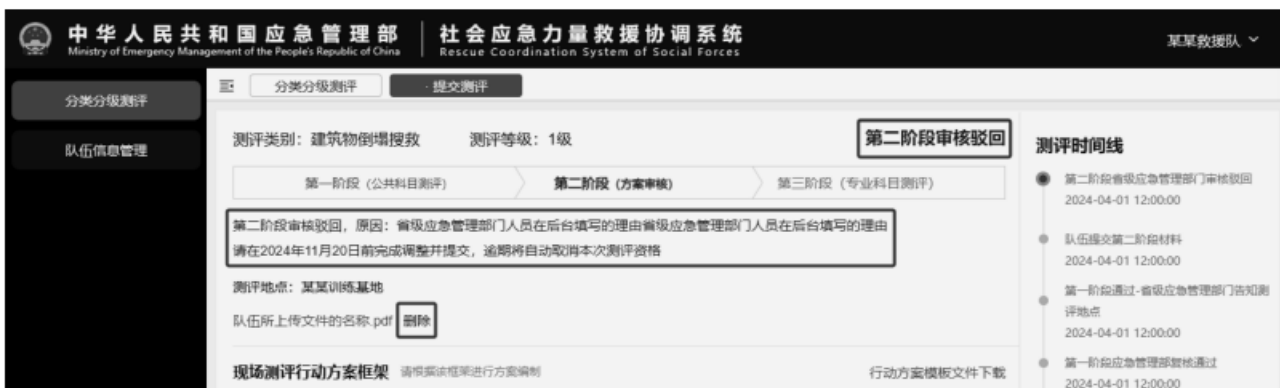 中华人民共和国应急管理部
Ministry of Emergency Management of the People's Republic of China
社会应急力量救援协调系统
Rescue Coordination System of Social Forces
某某救援队
分类分级测评
队伍信息管理
分类分级测评
· 提交测评
测评类别：建筑物倒塌搜救 测评等级：1级
第二阶段审核驳回
第一阶段（公共科目测评）
第二阶段（方案审核）
第三阶段（专业科目测评）
第二阶段审核驳回，原因：省级应急管理部门人员在后台填写的理由省级应急管理部门人员在后台填写的理由
请在2024年11月20日前完成调整并提交，逾期将自动取消本次测评资格
测评地点：某某训练基地
队伍所上传文件的名称.pdf 删除
现场测评行动方案框架 请根据该框架进行方案编制
行动方案模板文件下载
测评时间线
第二阶段省级应急管理部门审核驳回
2024-04-01 12:00:00
队伍提交第二阶段材料
2024-04-01 12:00:00
第一阶段通过-省级应急管理部门告知测
评地点
2024-04-01 12:00:00
第一阶段应急管理部复核通过
2024-04-01 12:00:00